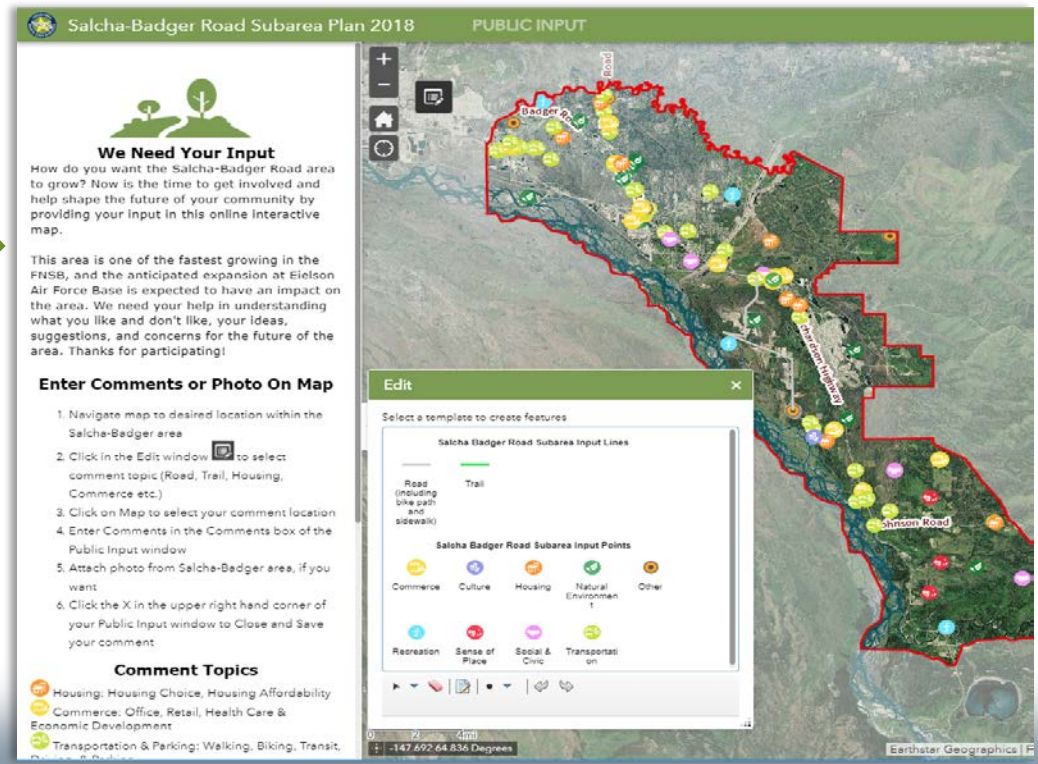 Salcha-Badger Road Subarea Plan 2018
PUBLIC INPUT
We Need Your Input
How do you want the Salcha-Badger Road area
to grow? Now is the time to get involved and
help shape the future of your community by
providing your input in this online interactive
map.
This area is one of the fastest growing in the
FNSB, and the anticipated expansion at Eielson
Air Force Base is expected to have an impact on
the area. We need your help in understanding
what you like and don't like, your ideas,
suggestions, and concerns for the future of the
area. Thanks for participating!
Enter Comments or Photo On Map
1. Navigate map to desired location within the
Salcha-Badger area
2. Click in the Edit window to select
comment topic (Road, Trail, Housing,
Commerce etc.)
3. Click on Map to select your comment location
4. Enter Comments in the Comments box of the
Public Input window
5. Attach photo from Salcha-Badger area, if you
want
6. Click the X in the upper right hand corner of
your Public Input window to Close and Save
your comment
Comment Topics
Housing: Housing Choice, Housing Affordability
Commerce: Office, Retail, Health Care &
Economic Development
Transportation & Parking: Walking, Biking, Transit,
+
−
Road
Badger Ro
chardson Highway
ohnson Road
Edit
×
Select a template to create features
Salcha Badger Road Subarea Input Lines
Road
(including
bike path
and
sidewalk)
Trail
Salcha Badger Road Subarea Input Points
Commerce
Culture
Housing
Natural
Environmen
t
Other
Recreation
Sense of
Place
Social &
Civic
Transportati
on
0 2 4mi
-147.692 64.836 Degrees
Earthstar Geographics |